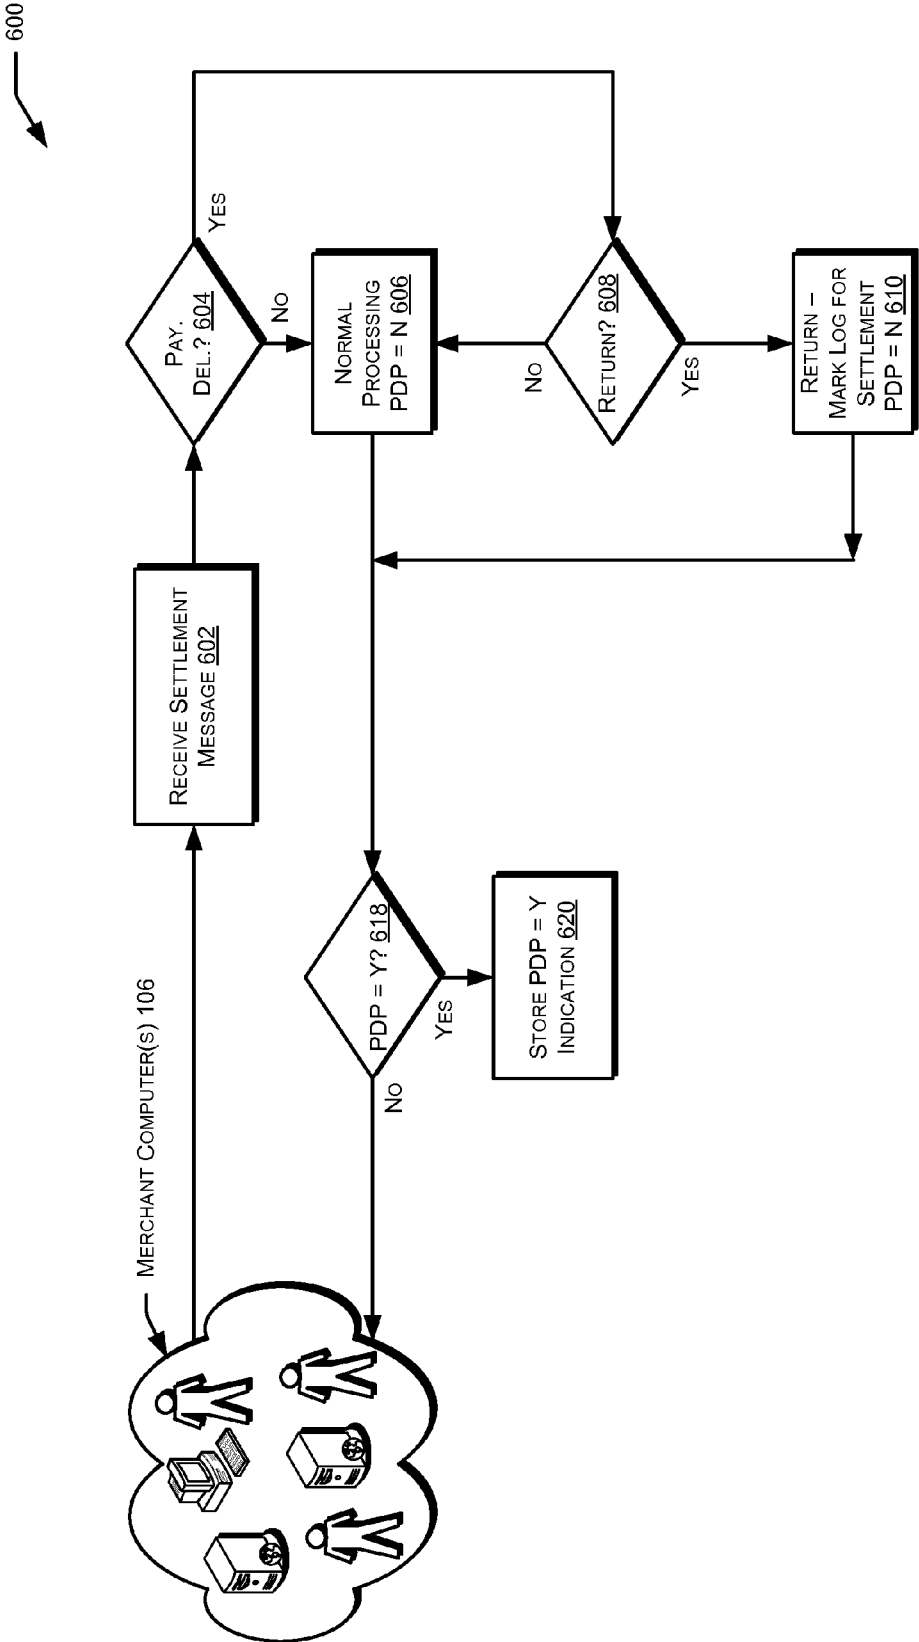 600
MERCHANT COMPUTER(S) 106
RECEIVE SETTLEMENT
MESSAGE 602
PAY.
DEL.? 604
YES
NO
NORMAL
PROCESSING
PDP = N 606
RETURN? 608
NO
YES
RETURN –
MARK LOG FOR
SETTLEMENT
PDP = N 610
PDP = Y? 618
NO
YES
STORE PDP = Y
INDICATION 620